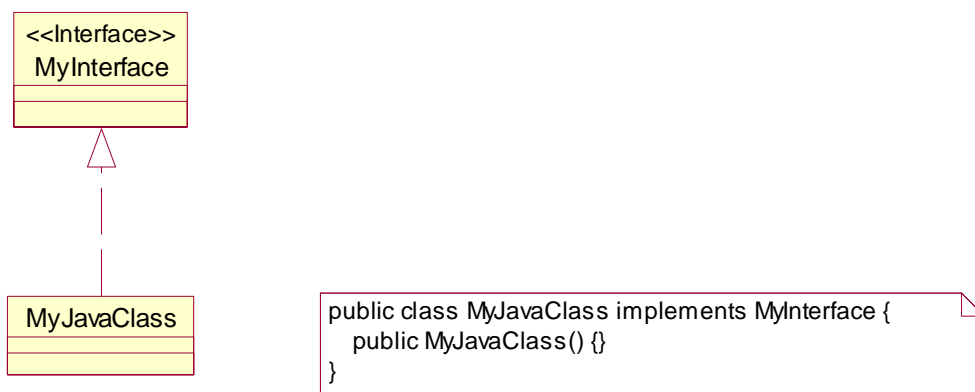 <<Interface>>
MyInterface
MyJavaClass
public class MyJavaClass implements MyInterface {
public MyJavaClass() {}
}